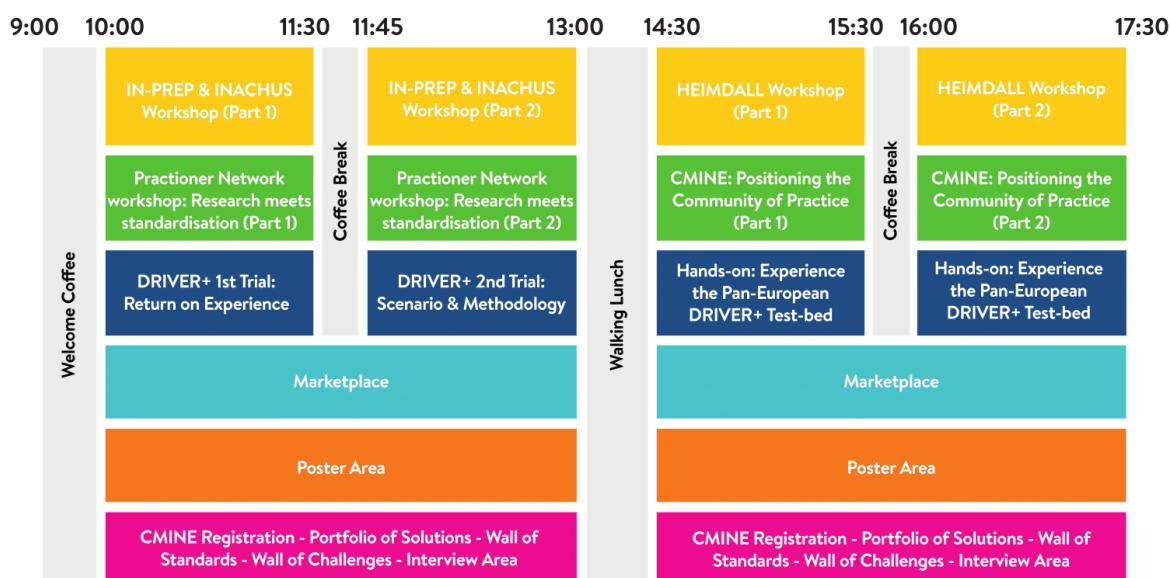 9:00 10:00 11:30 11:45 13:00 14:30 15:30 16:00 17:30
Welcome Coffee
IN-PREP & INACHUS
Workshop (Part 1)
Coffee Break
IN-PREP & INACHUS
Workshop (Part 2)
Walking Lunch
HEIMDALL Workshop
(Part 1)
Coffee Break
HEIMDALL Workshop
(Part 2)
Practioner Network
workshop: Research meets
standardisation (Part 1)
Practioner Network
workshop: Research meets
standardisation (Part 2)
CMINE: Positioning the
Community of Practice
(Part 1)
CMINE: Positioning the
Community of Practice
(Part 2)
DRIVER+ 1st Trial:
Return on Experience
DRIVER+ 2nd Trial:
Scenario & Methodology
Hands-on: Experience
the Pan-European
DRIVER+ Test-bed
Hands-on: Experience
the Pan-European
DRIVER+ Test-bed
Marketplace
Marketplace
Poster Area
Poster Area
CMINE Registration - Portfolio of Solutions - Wall of
Standards - Wall of Challenges - Interview Area
CMINE Registration - Portfolio of Solutions - Wall of
Standards - Wall of Challenges - Interview Area